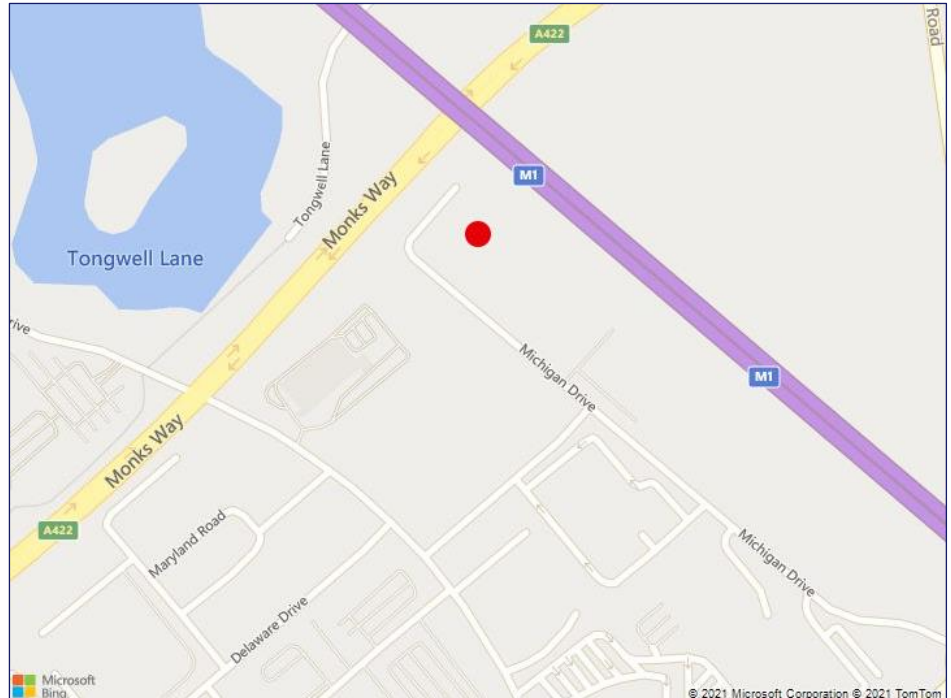 A422
Road
Tongwell Lane
M1
Monks Way
Tongwell Lane
rive
Michigan Drive
M1
Monks Way
A422
Maryland Road
Michigan Drive
Delaware Drive
Microsoft
Bing
© 2021 Microsoft Corporation © 2021 TomTom